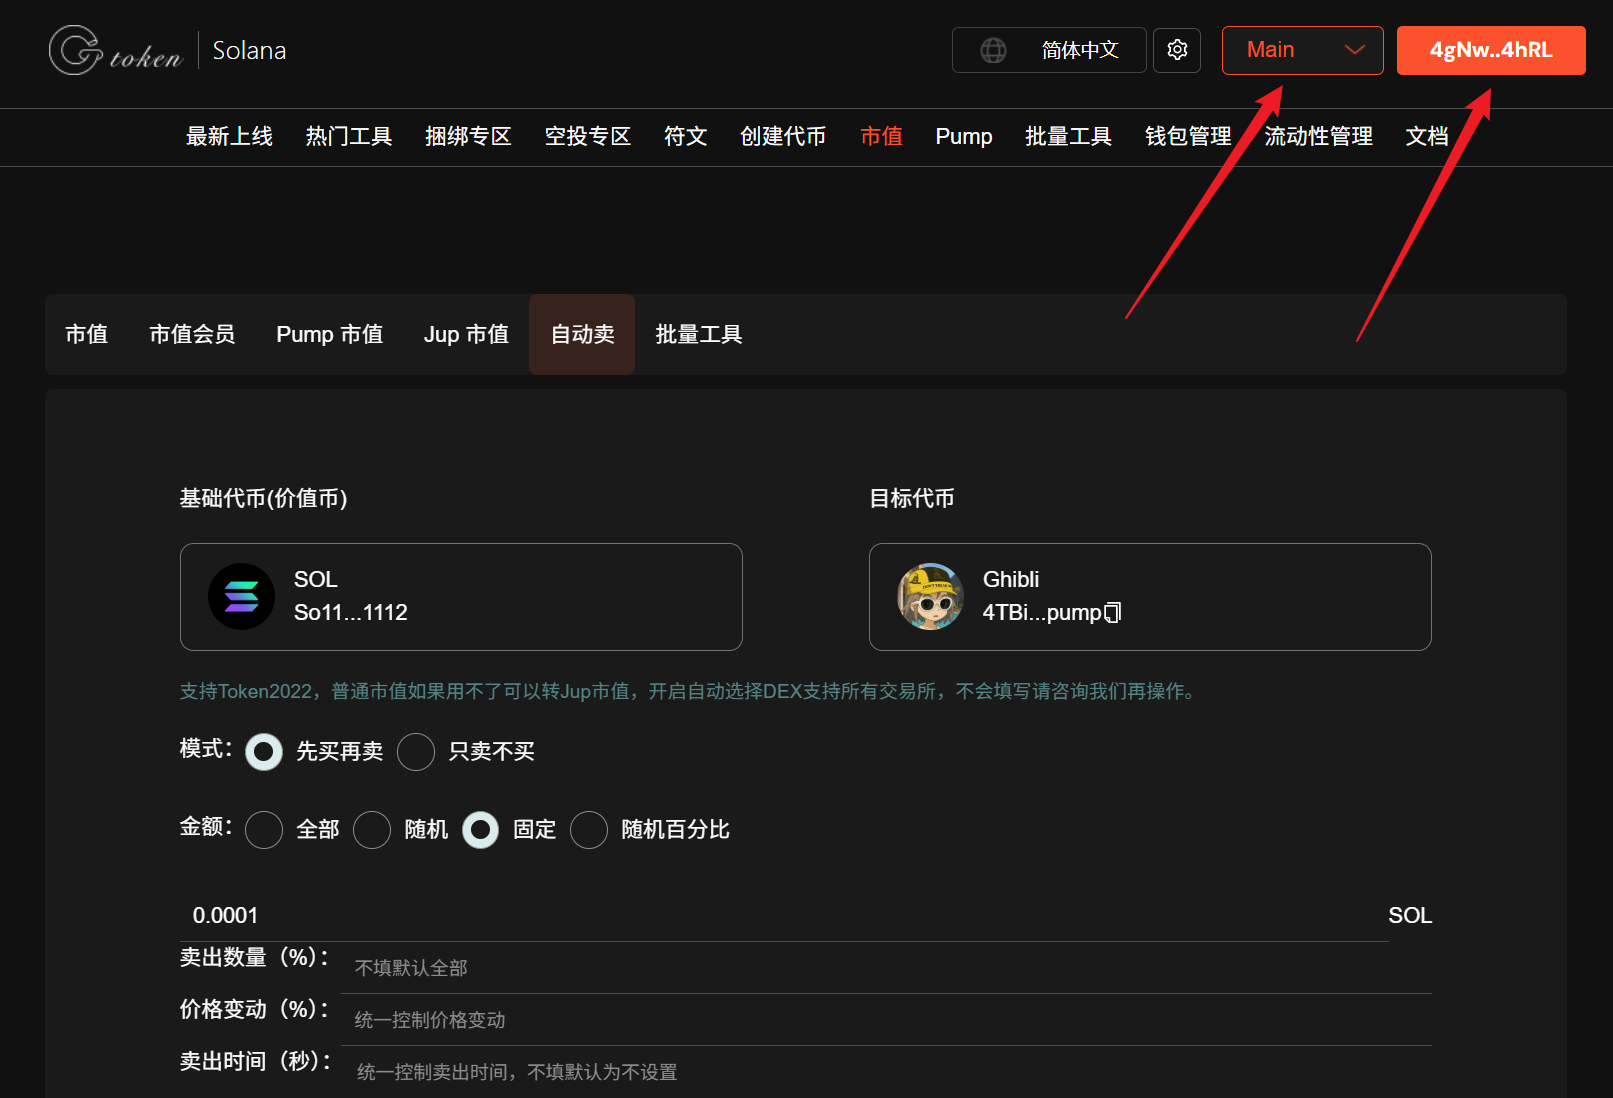 Gtoken
Solana
简体中文
Main
4gNw..4hRL
最新上线 热门工具 捆绑专区 空投专区 符文 创建代币 市值 Pump 批量工具 钱包管理 流动性管理 文档
市值 市值会员 Pump 市值 Jup 市值 自动卖 批量工具
基础代币(价值币)
SOL
So11...1112
目标代币
Ghibli
4TBi...pump
支持Token2022，普通市值如果用不了可以转Jup市值，开启自动选择DEX支持所有交易所，不会填写请咨询我们再操作。
模式： 先买再卖 只卖不买
金额： 全部 随机 固定 随机百分比
0.0001 SOL
卖出数量（%）： 不填默认全部
价格变动（%）： 统一控制价格变动
卖出时间（秒）： 统一控制卖出时间，不填默认为不设置